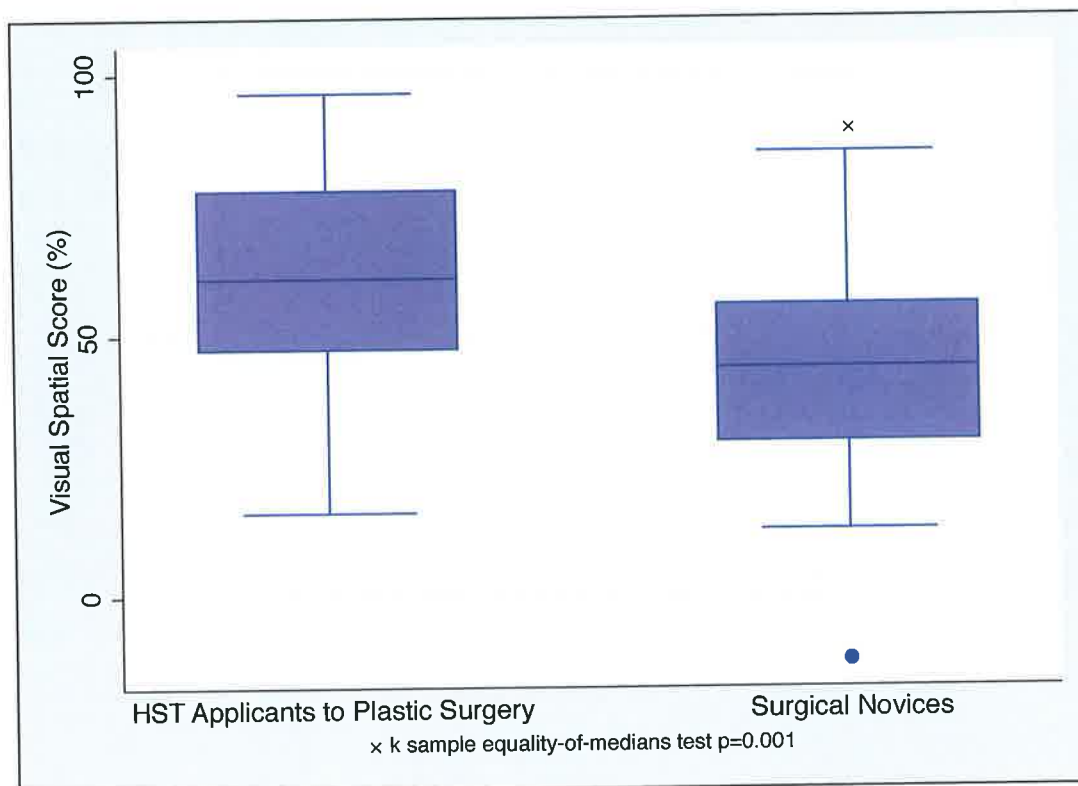 100
50
0
Visual Spatial Score (%)
×
HST Applicants to Plastic Surgery
Surgical Novices
× k sample equality-of-medians test p=0.001